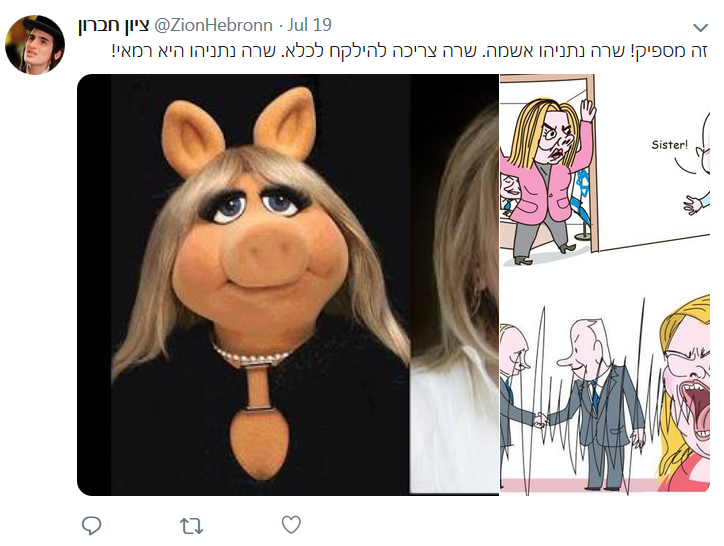 ציון חברון @ZionHebronn · Jul 19
זה מספיק! שרה נתניהו אשמה. שרה צריכה להילקח לכלא. שרה נתניהו היא רמאי!
Sister!